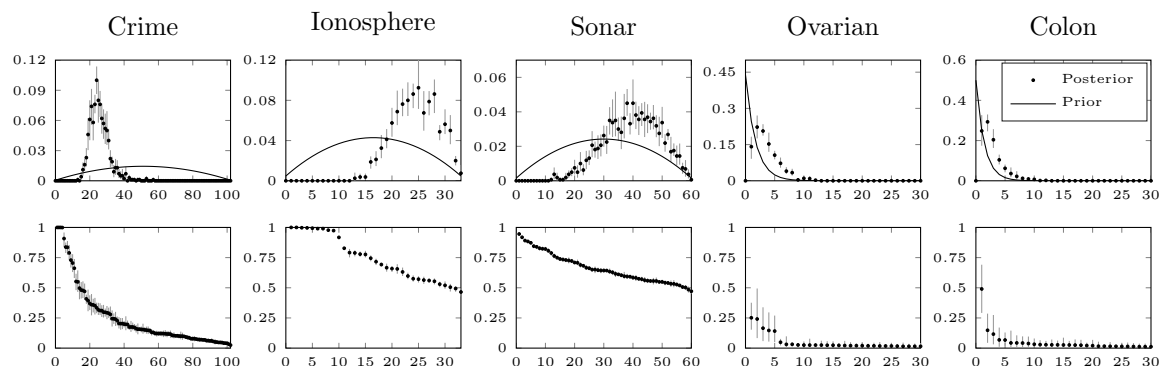 Crime Ionosphere Sonar Ovarian Colon
0.12 0.12 0.06 0.45 0.6
0.09 0.08 0.04 0.3 0.4
0.06 0.04 0.02 0.15 0.2
0.03
0 0 0 0 0
Posterior
Prior
0 20 40 60 80 100 0 5 10 15 20 25 30 0 10 20 30 40 50 60 0 5 10 15 20 25 30 0 5 10 15 20 25 30
1 1 1 1 1
0.75 0.75 0.75 0.75 0.75
0.5 0.5 0.5 0.5 0.5
0.25 0.25 0.25 0.25 0.25
0 0 0 0 0
0 20 40 60 80 100 0 5 10 15 20 25 30 0 10 20 30 40 50 60 0 5 10 15 20 25 30 0 5 10 15 20 25 30